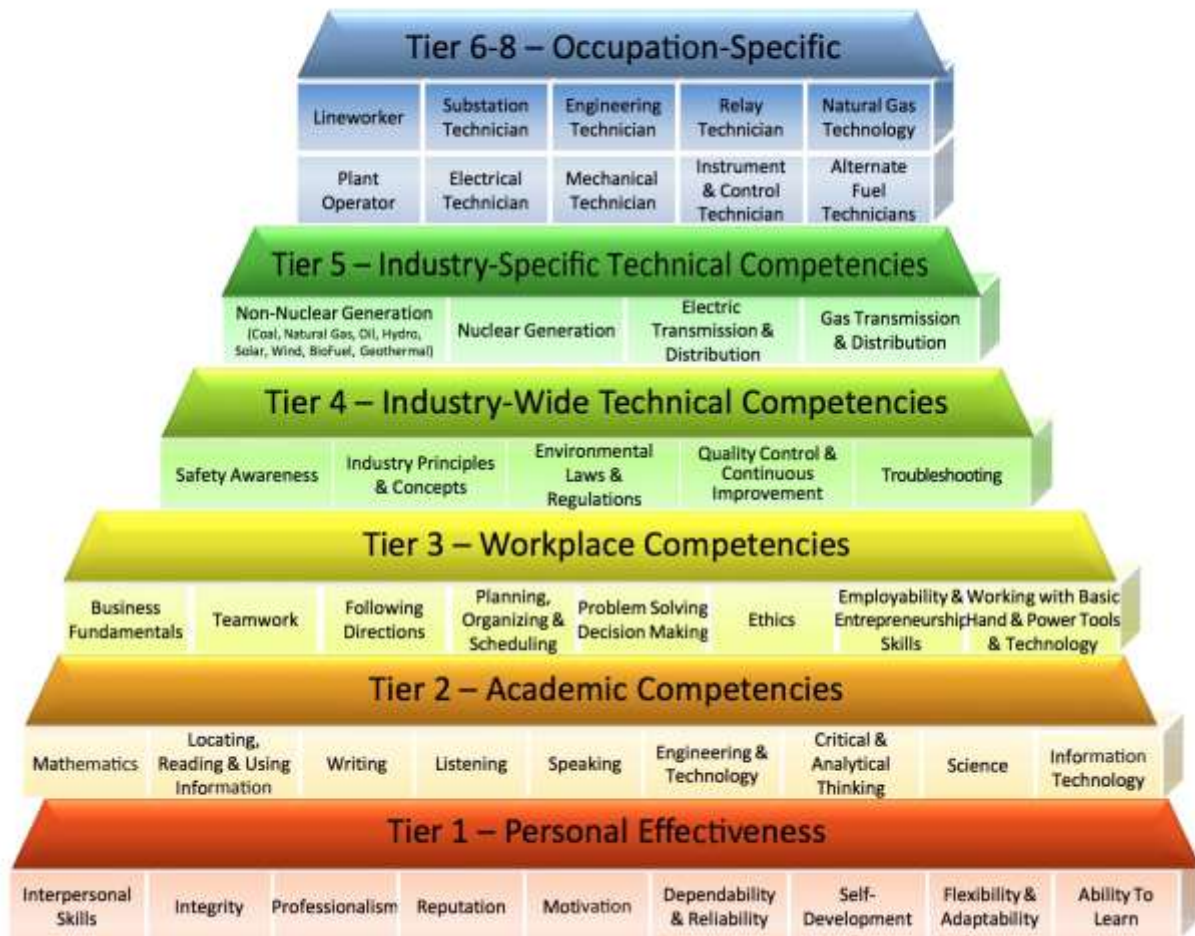 Tier 6-8 – Occupation-Specific
Lineworker
Substation
Technician
Engineering
Technician
Relay
Technician
Natural Gas
Technology
Plant
Operator
Electrical
Technician
Mechanical
Technician
Instrument
& Control
Technician
Alternate
Fuel
Technicians
Tier 5 – Industry-Specific Technical Competencies
Non-Nuclear Generation
(Coal, Natural Gas, Oil, Hydro,
Solar, Wind, BioFuel, Geothermal)
Nuclear Generation
Electric
Transmission &
Distribution
Gas Transmission
& Distribution
Tier 4 – Industry-Wide Technical Competencies
Safety Awareness
Industry Principles
& Concepts
Environmental
Laws &
Regulations
Quality Control &
Continuous
Improvement
Troubleshooting
Tier 3 – Workplace Competencies
Business
Fundamentals
Teamwork
Following
Directions
Planning,
Organizing &
Scheduling
Problem Solving
Decision Making
Ethics
Employability &
Entrepreneurship
Skills
Working with Basic
Hand & Power Tools
& Technology
Tier 2 – Academic Competencies
Mathematics
Locating,
Reading & Using
Information
Writing
Listening
Speaking
Engineering &
Technology
Critical &
Analytical
Thinking
Science
Information
Technology
Tier 1 – Personal Effectiveness
Interpersonal
Skills
Integrity
Professionalism
Reputation
Motivation
Dependability
& Reliability
Self-
Development
Flexibility &
Adaptability
Ability To
Learn